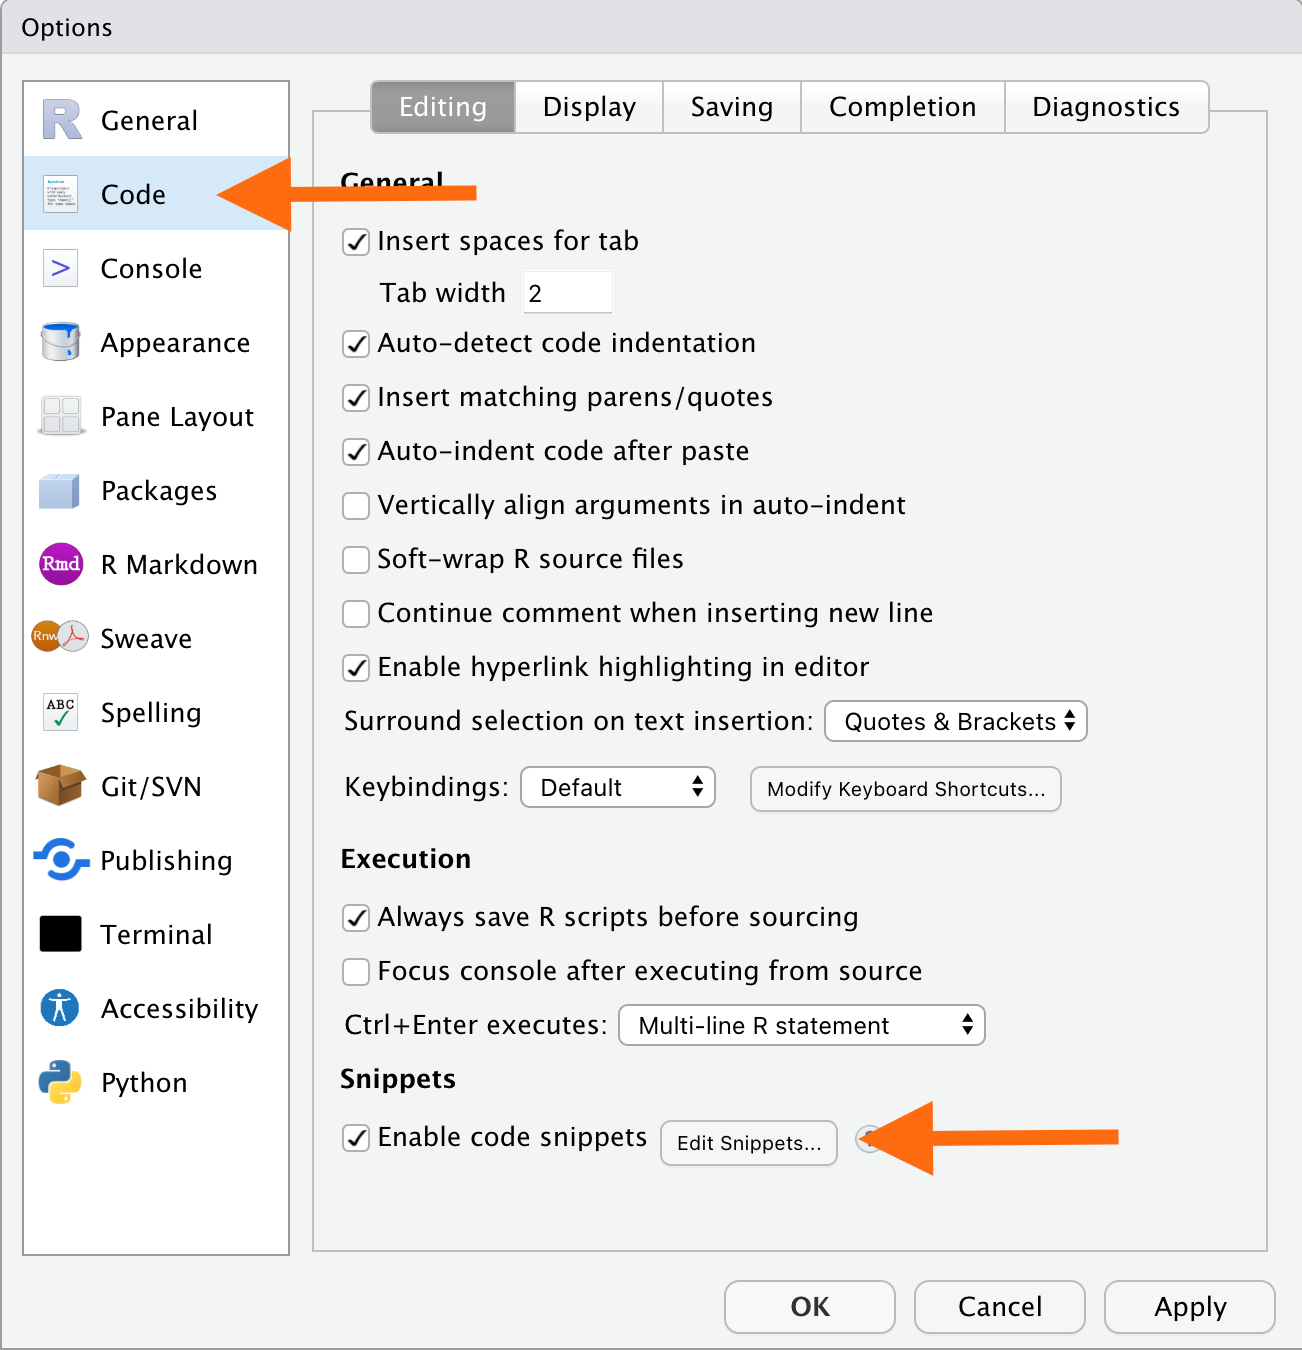 Options
General
Code
Console
Appearance
Pane Layout
Packages
Rmd R Markdown
Rnw Sweave
ABC Spelling
Git/SVN
Publishing
Terminal
Accessibility
Python
Editing Display Saving Completion Diagnostics
General
Insert spaces for tab
Tab width 2
Auto-detect code indentation
Insert matching parens/quotes
Auto-indent code after paste
Vertically align arguments in auto-indent
Soft-wrap R source files
Continue comment when inserting new line
Enable hyperlink highlighting in editor
Surround selection on text insertion: Quotes & Brackets
Keybindings: Default Modify Keyboard Shortcuts...
Execution
Always save R scripts before sourcing
Focus console after executing from source
Ctrl+Enter executes: Multi-line R statement
Snippets
Enable code snippets Edit Snippets...
OK Cancel Apply